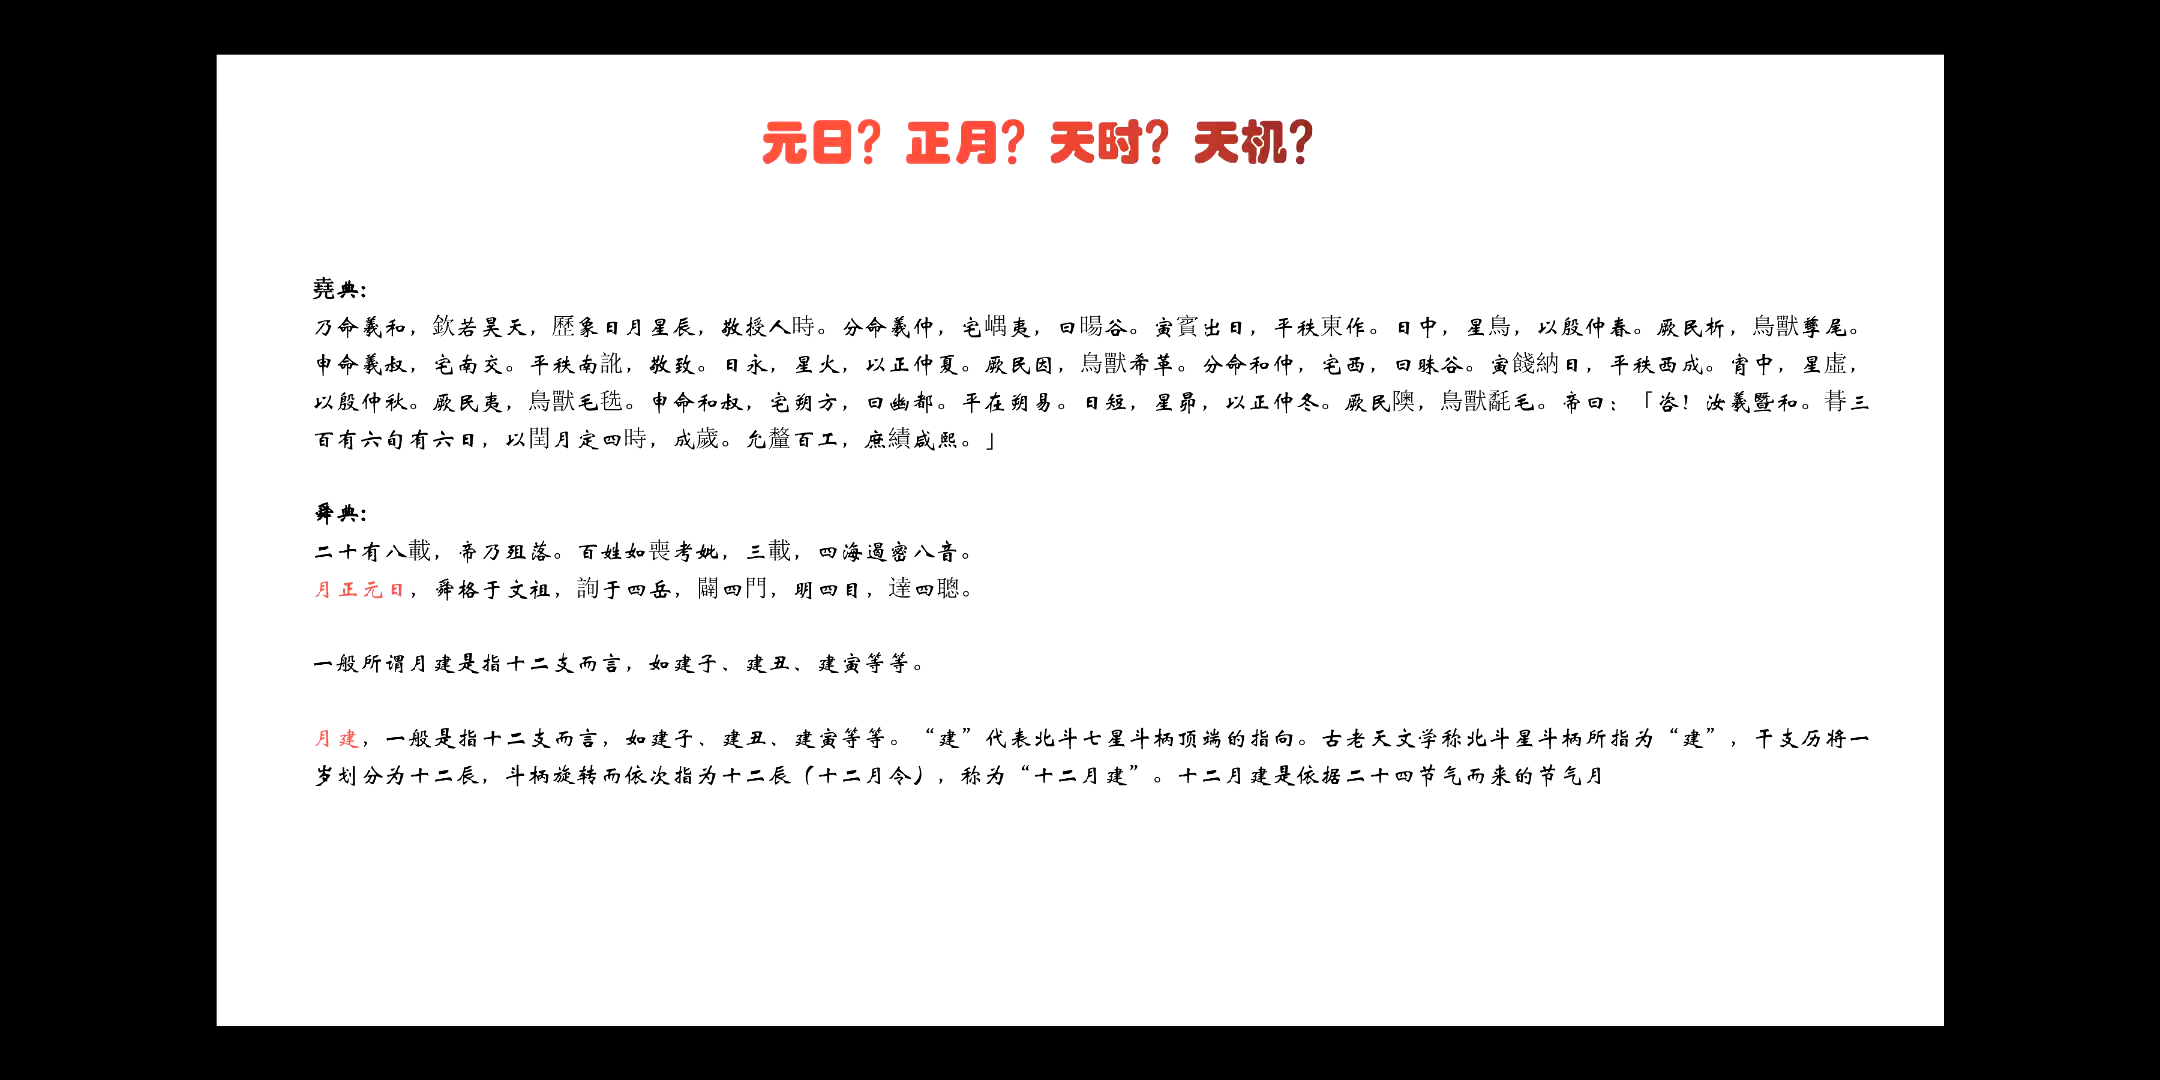 元日？正月？天时？天机？
堯典：
乃命羲和，欽若昊天，歷象日月星辰，敬授人時。分命羲仲，宅嵎夷，曰暘谷。寅賓出日，平秩東作。日中，星鳥，以殷仲春。厥民析，鳥獸孳尾。
申命羲叔，宅南交。平秩南訛，敬致。日永，星火，以正仲夏。厥民因，鳥獸希革。分命和仲，宅西，曰昧谷。寅餞納日，平秩西成。宵中，星虛，
以殷仲秋。厥民夷，鳥獸毛毨。申命和叔，宅朔方，曰幽都。平在朔易。日短，星昴，以正仲冬。厥民隩，鳥獸氄毛。帝曰：「咨！汝羲暨和。朞三
百有六旬有六日，以閏月定四時，成歲。允釐百工，庶績咸熙。」
舜典：
二十有八載，帝乃殂落。百姓如喪考妣，三載，四海遏密八音。
月正元日，舜格于文祖，詢于四岳，闢四門，明四目，達四聰。
一般所谓月建是指十二支而言，如建子、建丑、建寅等等。
月建，一般是指十二支而言，如建子、建丑、建寅等等。“建”代表北斗七星斗柄顶端的指向。古老天文学称北斗星斗柄所指为“建”，干支历将一
岁划分为十二辰，斗柄旋转而依次指为十二辰（十二月令），称为“十二月建”。十二月建是依据二十四节气而来的节气月